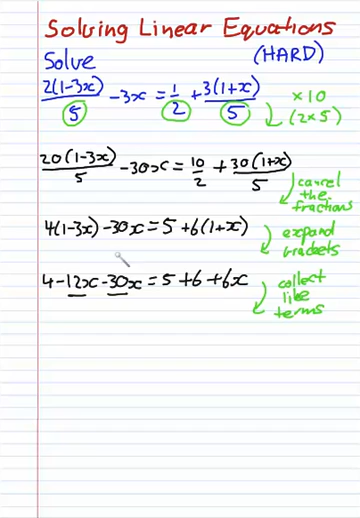 Solving Linear Equations
Solve (HARD)
2(1-3x)/5 - 3x = 1/2 + 3(1+x)/5 × 10
(2×5)
20(1-3x)/5 - 30x = 10/2 + 30(1+x)/5
cancel
the
fractions
4(1-3x) - 30x = 5 + 6(1+x)
expand
brackets
4 - 12x - 30x = 5 + 6 + 6x
collect
like
terms